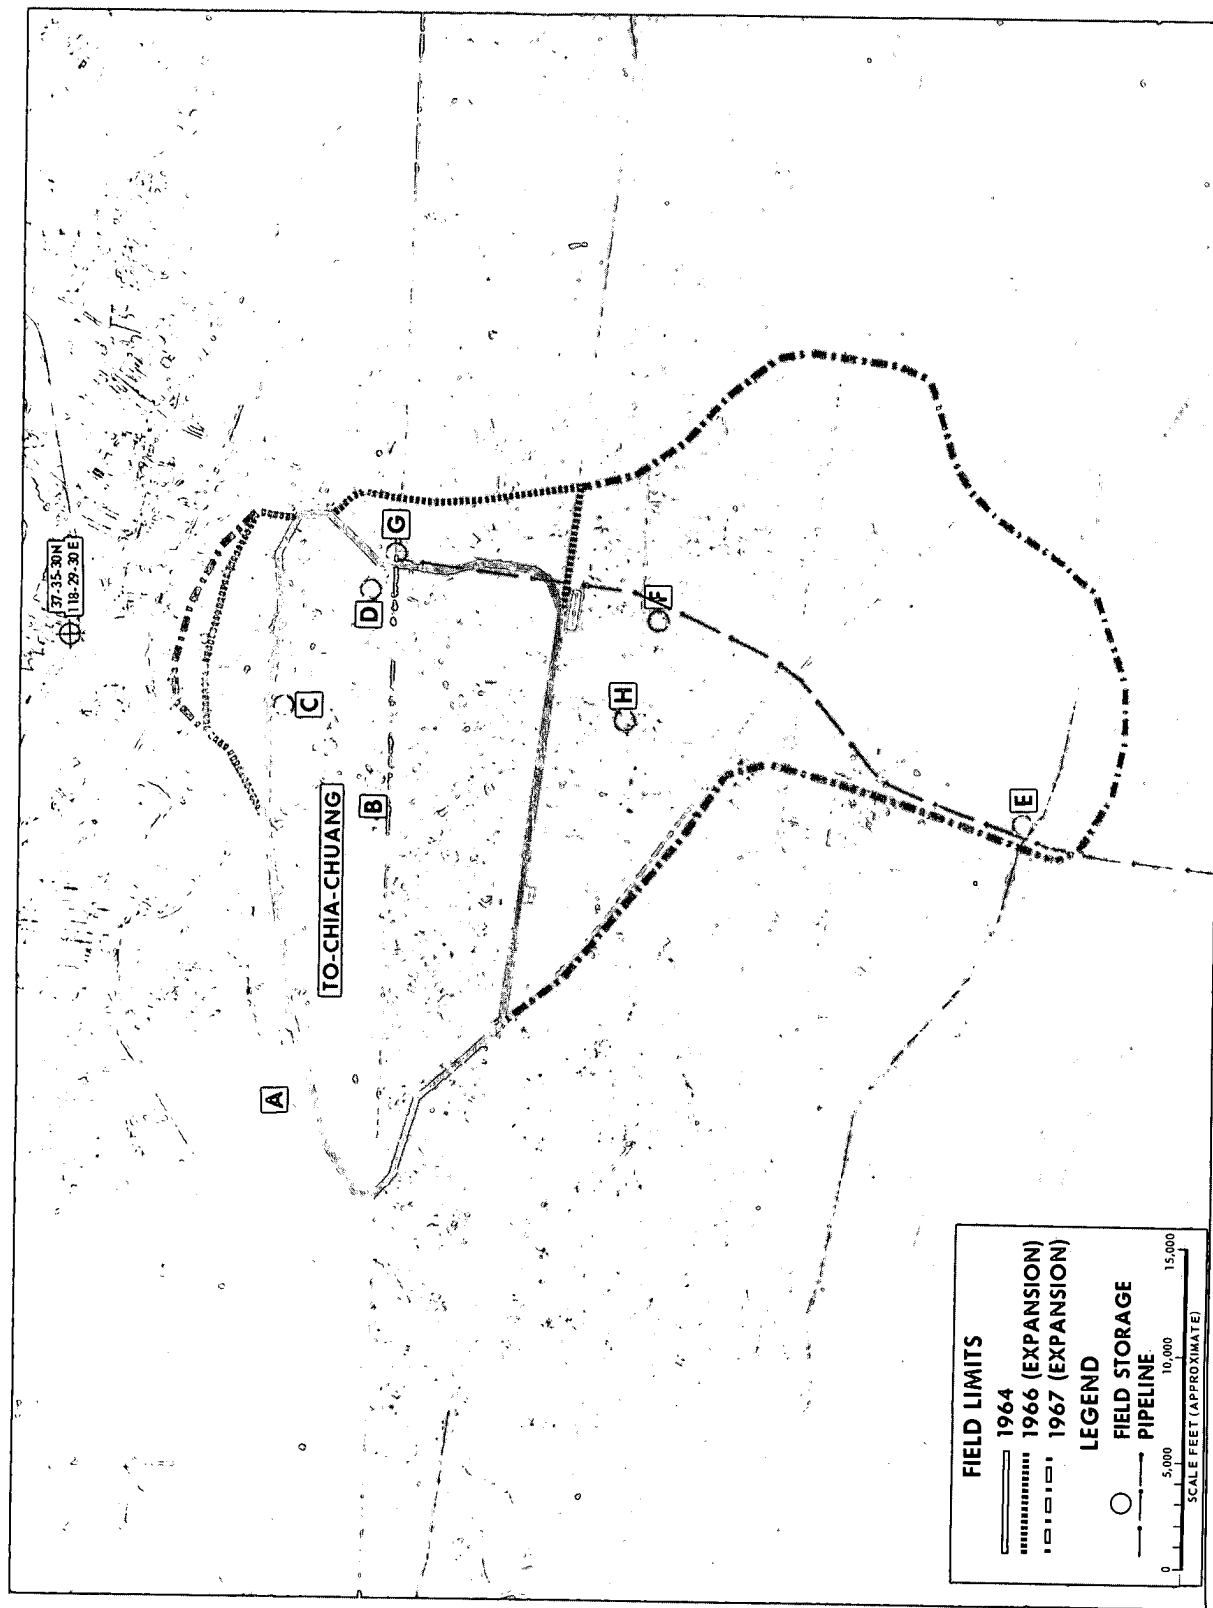 37-35-30N
118-29-30 E
G
D
C
F
H
B
TO-CHIA-CHUANG
E
A
FIELD LIMITS
1964
1966 (EXPANSION)
1967 (EXPANSION)
LEGEND
FIELD STORAGE
PIPELINE
0 5,000 10,000 15,000
SCALE FEET (APPROXIMATE)